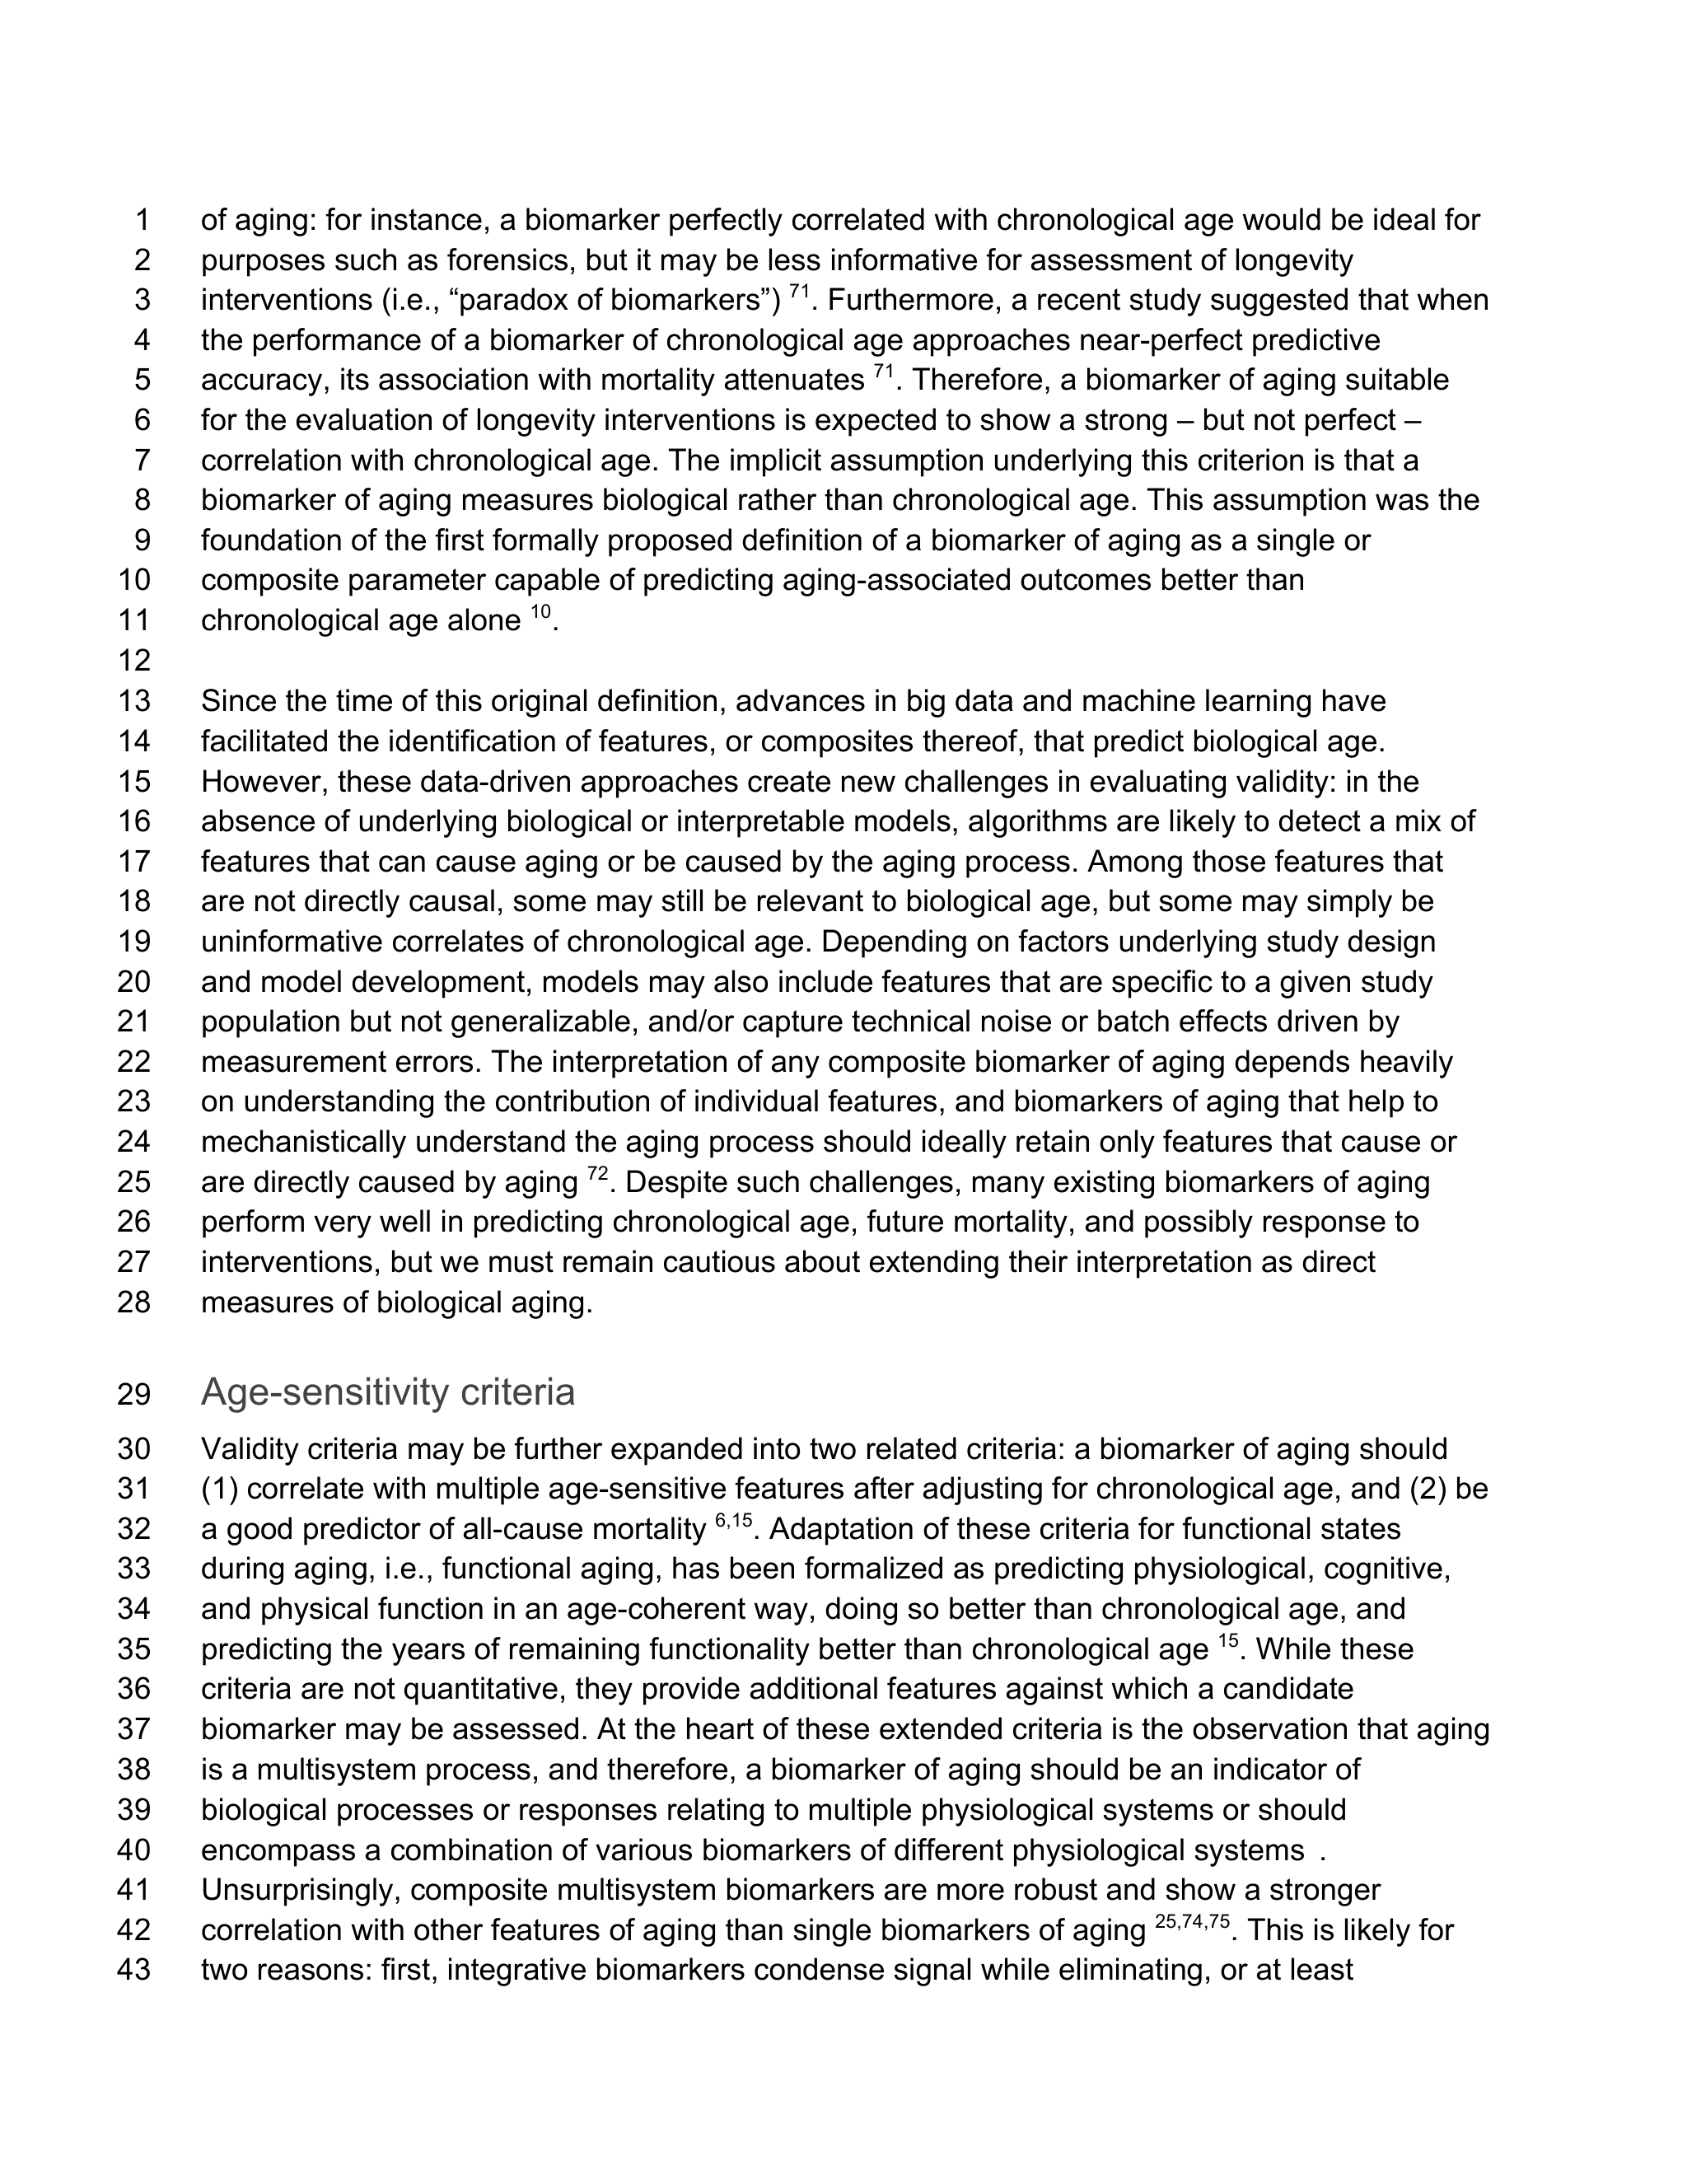 1 of aging: for instance, a biomarker perfectly correlated with chronological age would be ideal for
2 purposes such as forensics, but it may be less informative for assessment of longevity
3 interventions (i.e., “paradox of biomarkers”) 71. Furthermore, a recent study suggested that when
4 the performance of a biomarker of chronological age approaches near-perfect predictive
5 accuracy, its association with mortality attenuates 71. Therefore, a biomarker of aging suitable
6 for the evaluation of longevity interventions is expected to show a strong – but not perfect –
7 correlation with chronological age. The implicit assumption underlying this criterion is that a
8 biomarker of aging measures biological rather than chronological age. This assumption was the
9 foundation of the first formally proposed definition of a biomarker of aging as a single or
10 composite parameter capable of predicting aging-associated outcomes better than
11 chronological age alone 10.
12
13 Since the time of this original definition, advances in big data and machine learning have
14 facilitated the identification of features, or composites thereof, that predict biological age.
15 However, these data-driven approaches create new challenges in evaluating validity: in the
16 absence of underlying biological or interpretable models, algorithms are likely to detect a mix of
17 features that can cause aging or be caused by the aging process. Among those features that
18 are not directly causal, some may still be relevant to biological age, but some may simply be
19 uninformative correlates of chronological age. Depending on factors underlying study design
20 and model development, models may also include features that are specific to a given study
21 population but not generalizable, and/or capture technical noise or batch effects driven by
22 measurement errors. The interpretation of any composite biomarker of aging depends heavily
23 on understanding the contribution of individual features, and biomarkers of aging that help to
24 mechanistically understand the aging process should ideally retain only features that cause or
25 are directly caused by aging 72. Despite such challenges, many existing biomarkers of aging
26 perform very well in predicting chronological age, future mortality, and possibly response to
27 interventions, but we must remain cautious about extending their interpretation as direct
28 measures of biological aging.
29 Age-sensitivity criteria
30 Validity criteria may be further expanded into two related criteria: a biomarker of aging should
31 (1) correlate with multiple age-sensitive features after adjusting for chronological age, and (2) be
32 a good predictor of all-cause mortality 6,15. Adaptation of these criteria for functional states
33 during aging, i.e., functional aging, has been formalized as predicting physiological, cognitive,
34 and physical function in an age-coherent way, doing so better than chronological age, and
35 predicting the years of remaining functionality better than chronological age 15. While these
36 criteria are not quantitative, they provide additional features against which a candidate
37 biomarker may be assessed. At the heart of these extended criteria is the observation that aging
38 is a multisystem process, and therefore, a biomarker of aging should be an indicator of
39 biological processes or responses relating to multiple physiological systems or should
40 encompass a combination of various biomarkers of different physiological systems .
41 Unsurprisingly, composite multisystem biomarkers are more robust and show a stronger
42 correlation with other features of aging than single biomarkers of aging 25,74,75. This is likely for
43 two reasons: first, integrative biomarkers condense signal while eliminating, or at least